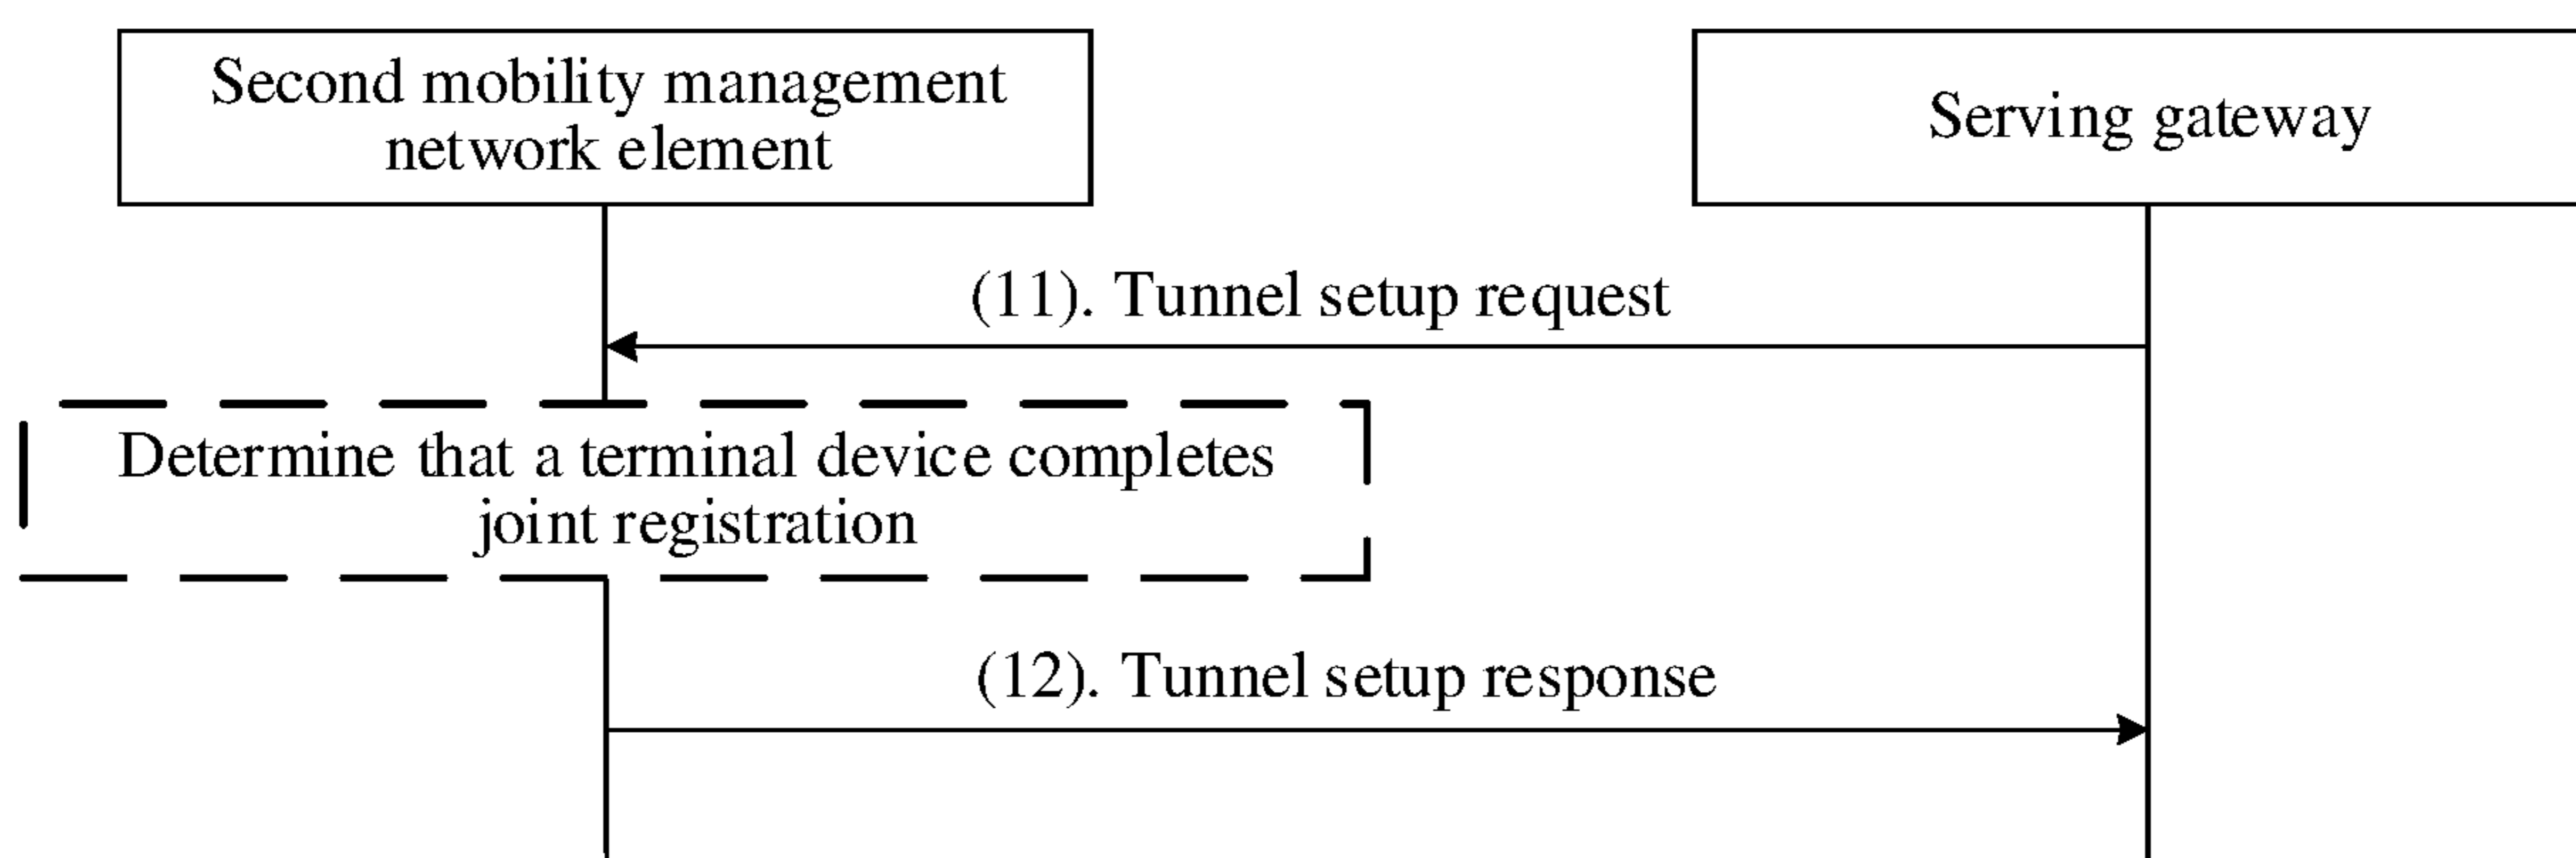 Second mobility management
network element
Serving gateway
(11). Tunnel setup request
Determine that a terminal device completes
joint registration
(12). Tunnel setup response